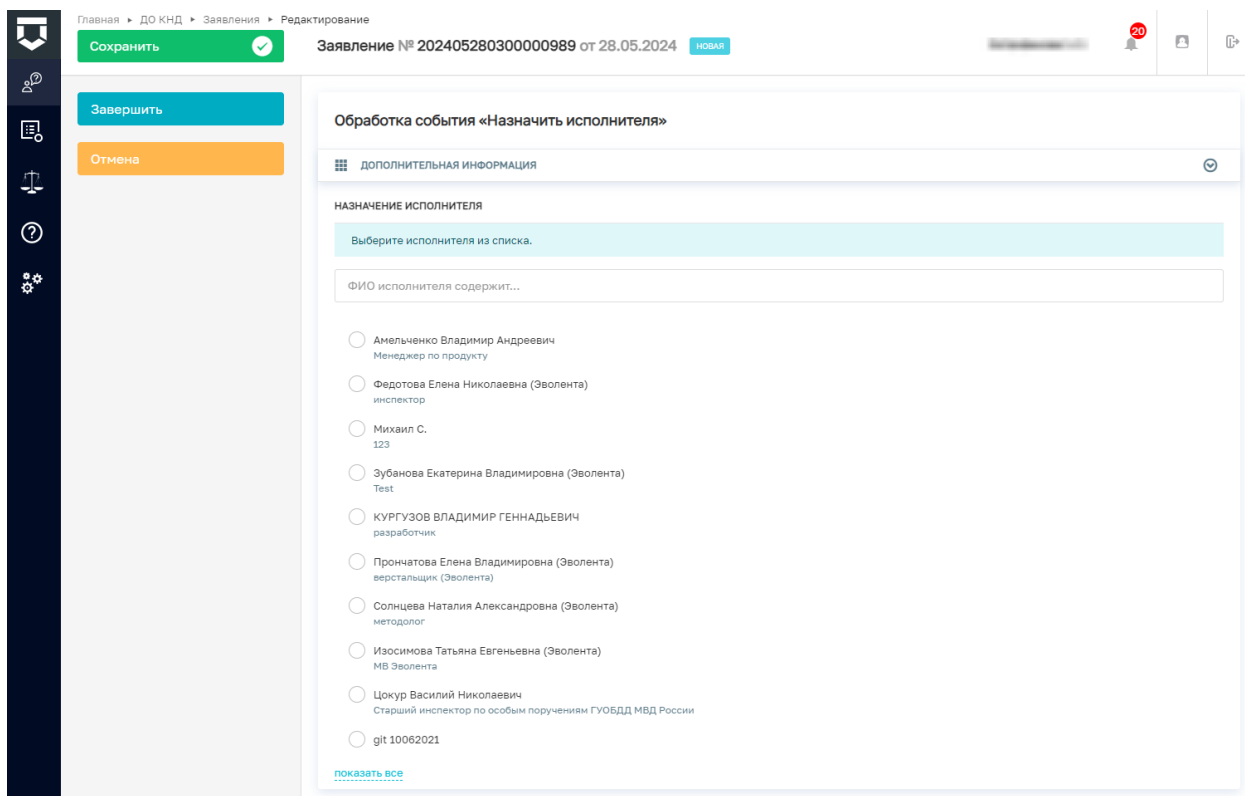 Главная ▸ ДО КНД ▸ Заявления ▸ Редактирование
Сохранить
Заявление № 202405280300000989 от 28.05.2024 НОВАЯ
20
Завершить
Отмена
Обработка события «Назначить исполнителя»
ДОПОЛНИТЕЛЬНАЯ ИНФОРМАЦИЯ
НАЗНАЧЕНИЕ ИСПОЛНИТЕЛЯ
Выберите исполнителя из списка.
ФИО исполнителя содержит...
Амельченко Владимир Андреевич
Менеджер по продукту
Федотова Елена Николаевна (Эволента)
инспектор
Михаил С.
123
Зубанова Екатерина Владимировна (Эволента)
Test
КУРГУЗОВ ВЛАДИМИР ГЕННАДЬЕВИЧ
разработчик
Прончатова Елена Владимировна (Эволента)
верстальщик (Эволента)
Солнцева Наталия Александровна (Эволента)
методолог
Изосимова Татьяна Евгеньевна (Эволента)
МВ Эволента
Цокур Василий Николаевич
Старший инспектор по особым поручениям ГУОБДД МВД России
git 10062021
показать все